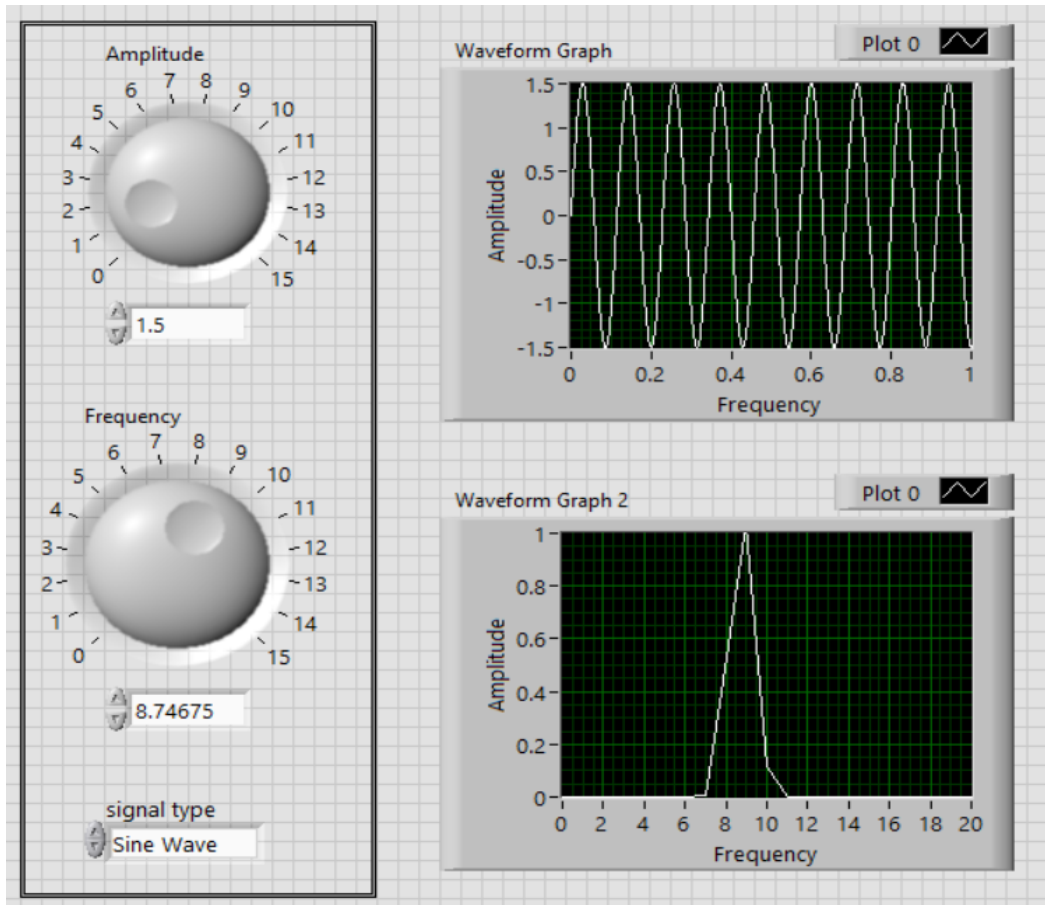 Amplitude
0 1 2 3 4 5 6 7 8 9 10 11 12 13 14 15
1.5
Frequency
0 1 2 3 4 5 6 7 8 9 10 11 12 13 14 15
8.74675
signal type
Sine Wave
Waveform Graph
Plot 0
Amplitude
1.5
1
0.5
0
-0.5
-1
-1.5
0 0.2 0.4 0.6 0.8 1
Frequency
Waveform Graph 2
Plot 0
Amplitude
1
0.8
0.6
0.4
0.2
0
0 2 4 6 8 10 12 14 16 18 20
Frequency